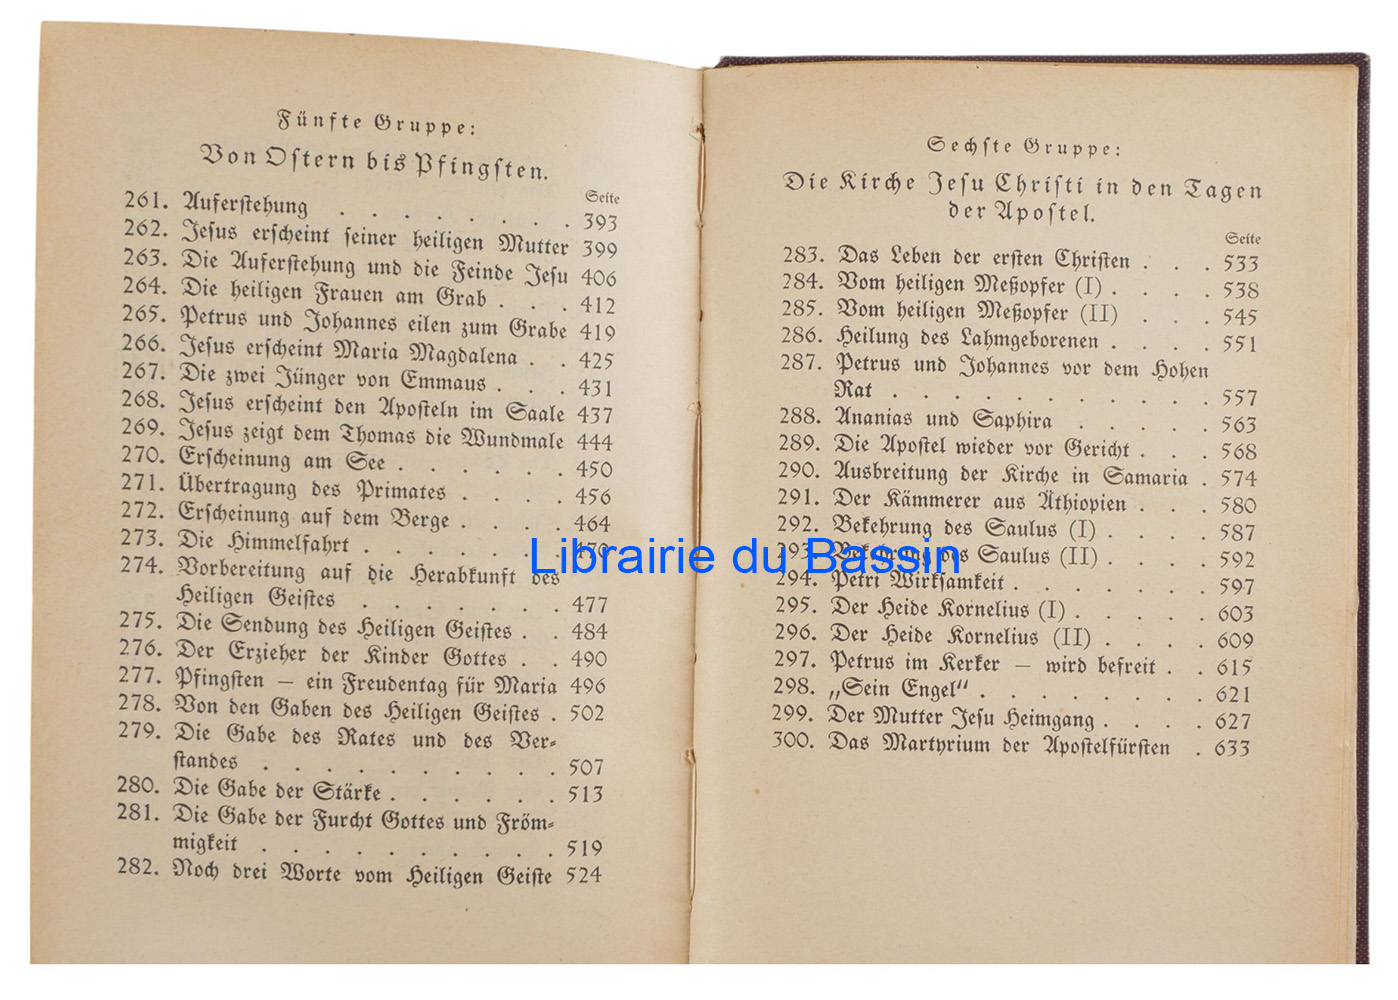 Fünfte Gruppe:
Von Ostern bis Pfingsten.
Seite
261. Auferstehung . . . . . . . . 393
262. Jesus erscheint seiner heiligen Mutter 399
263. Die Auferstehung und die Feinde Jesu 406
264. Die heiligen Frauen am Grab . . . . 412
265. Petrus und Johannes eilen zum Grabe 419
266. Jesus erscheint Maria Magdalena . . 425
267. Die zwei Jünger von Emmaus . . . . 431
268. Jesus erscheint den Aposteln im Saale 437
269. Jesus zeigt dem Thomas die Wundmale 444
270. Erscheinung am See . . . . . . 450
271. Übertragung des Primates . . . . 456
272. Erscheinung auf dem Berge . . . . 464
273. Die Himmelfahrt . . . . . . . 470
274. Vorbereitung auf die Herabkunft des
Heiligen Geistes . . . . . . . 477
275. Die Sendung des Heiligen Geistes . . 484
276. Der Erzieher der Kinder Gottes . . 490
277. Pfingsten — ein Freudentag für Maria 496
278. Von den Gaben des Heiligen Geistes . 502
279. Die Gabe des Rates und des Ver-
standes . . . . . . . . . . 507
280. Die Gabe der Stärke . . . . . . 513
281. Die Gabe der Furcht Gottes und Fröm-
migkeit . . . . . . . . . . 519
282. Noch drei Worte vom Heiligen Geiste 524
Sechste Gruppe:
Die Kirche Jesu Christi in den Tagen
der Apostel.
Seite
283. Das Leben der ersten Christen . . . 533
284. Vom heiligen Meßopfer (I) . . . . 538
285. Vom heiligen Meßopfer (II) . . . 545
286. Heilung des Lahmgeborenen . . . . 551
287. Petrus und Johannes vor dem Hohen
Rat . . . . . . . . . . . 557
288. Ananias und Saphira . . . . . 563
289. Die Apostel wieder vor Gericht . . . 568
290. Ausbreitung der Kirche in Samaria . 574
291. Der Kämmerer aus Äthiopien . . . 580
292. Bekehrung des Saulus (I) . . . . 587
293. Bekehrung des Saulus (II) . . . . 592
294. Petri Wirksamkeit . . . . . . . 597
295. Der Heide Kornelius (I) . . . . . 603
296. Der Heide Kornelius (II) . . . . 609
297. Petrus im Kerker — wird befreit . . 615
298. „Sein Engel“ . . . . . . . . 621
299. Der Mutter Jesu Heimgang . . . . 627
300. Das Martyrium der Apostelfürsten . 633
Librairie du Bassin